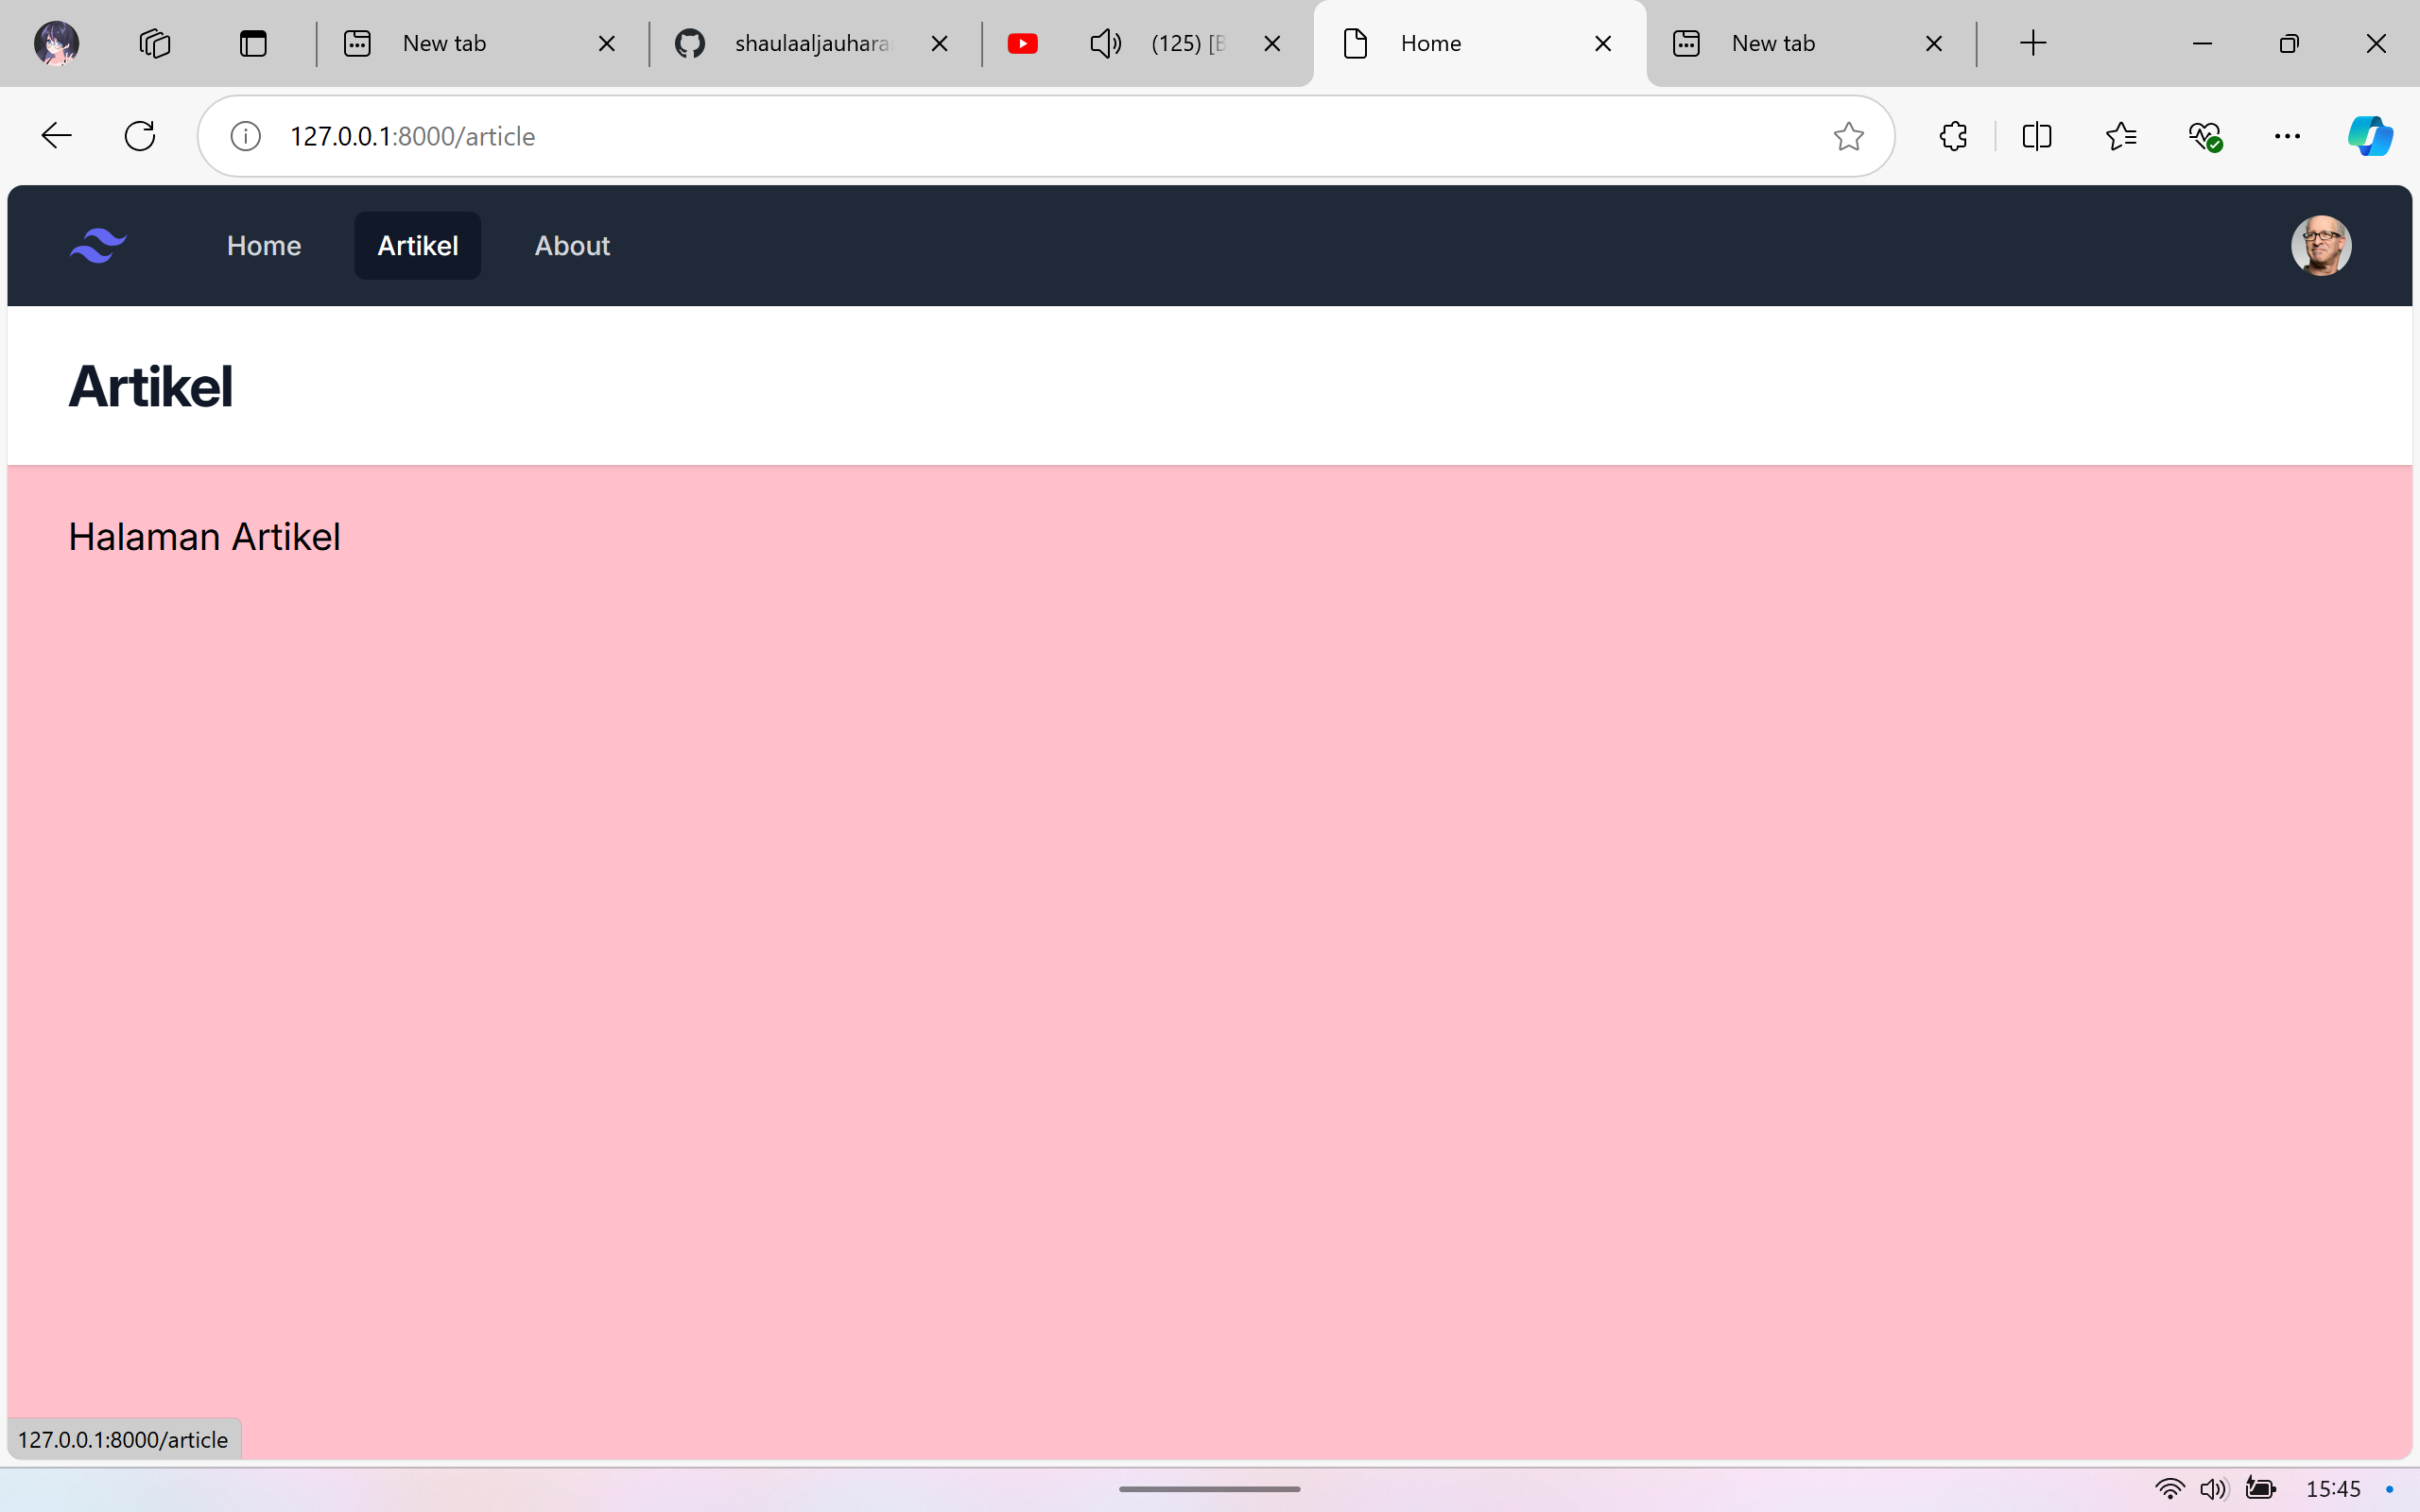 New tab
shaulaaljauhara
(125) [B
Home
New tab
127.0.0.1:8000/article
Home
Artikel
About
Artikel
Halaman Artikel
127.0.0.1:8000/article
15:45